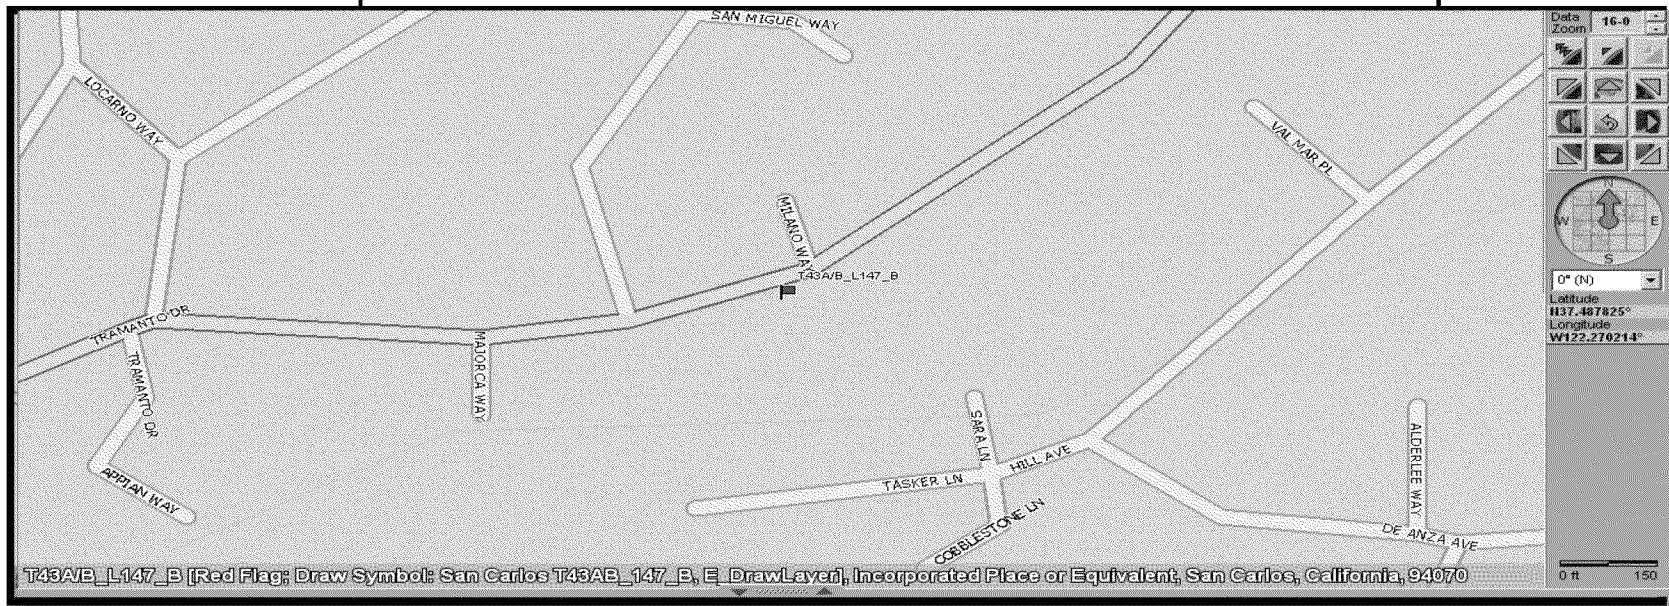 SAN MIGUEL WAY
LOCARNO WAY
VAL MAR PL
MILANO WAY
T43A/B_L147_B
TRAMANTO DR
TRAMANTO DR
MAJORCA WAY
APPIAN WAY
SARA LN
HILL AVE
TASKER LN
COBBLESTONE LN
ALDERLEE WAY
DE ANZA AVE
T43A/B_L147_B [Red Flag; Draw Symbol: San Carlos T43AB_147_B, E_DrawLayer], Incorporated Place or Equivalent, San Carlos, California, 94070
Data
Zoom
16-0
N
W
E
S
0° (N)
Latitude
N37.487825°
Longitude
W122.270214°
0 ft 150